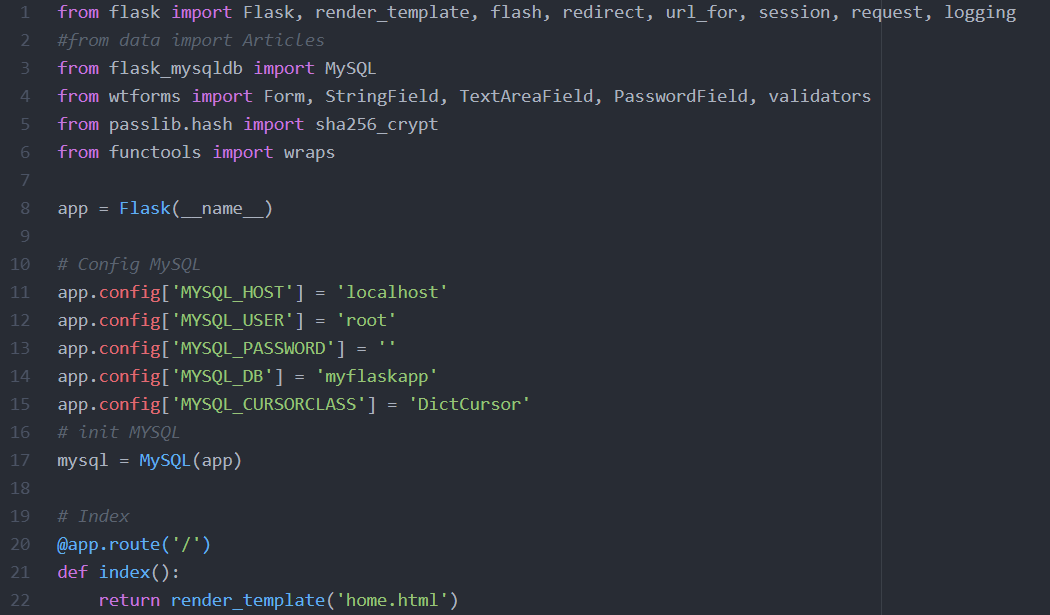 1 from flask import Flask, render_template, flash, redirect, url_for, session, request, logging
2 #from data import Articles
3 from flask_mysqldb import MySQL
4 from wtforms import Form, StringField, TextAreaField, PasswordField, validators
5 from passlib.hash import sha256_crypt
6 from functools import wraps
7
8 app = Flask(__name__)
9
10 # Config MySQL
11 app.config['MYSQL_HOST'] = 'localhost'
12 app.config['MYSQL_USER'] = 'root'
13 app.config['MYSQL_PASSWORD'] = ''
14 app.config['MYSQL_DB'] = 'myflaskapp'
15 app.config['MYSQL_CURSORCLASS'] = 'DictCursor'
16 # init MYSQL
17 mysql = MySQL(app)
18
19 # Index
20 @app.route('/')
21 def index():
22     return render_template('home.html')